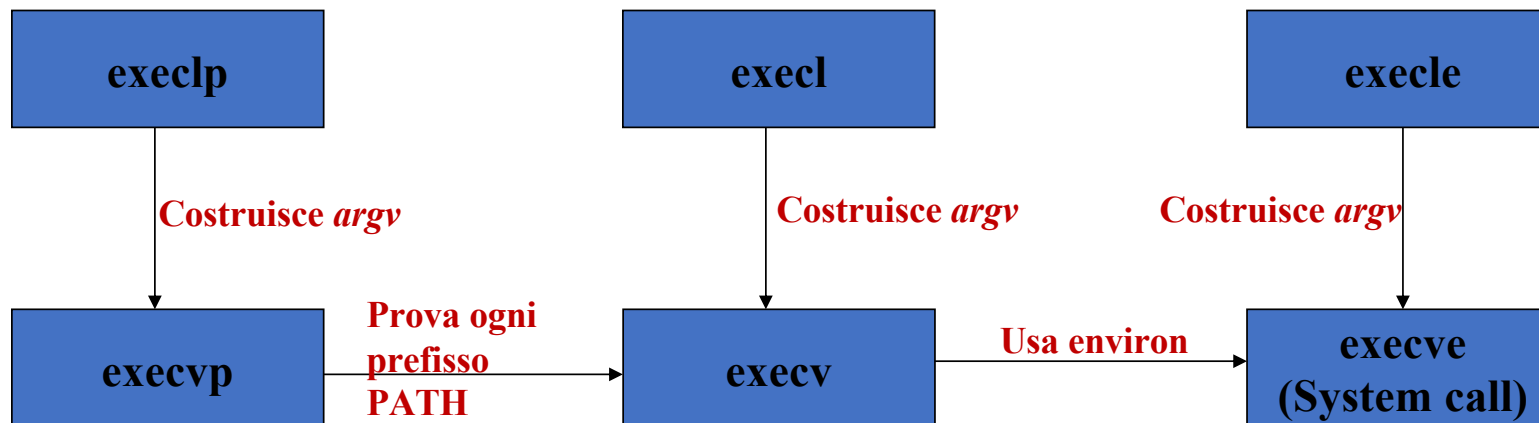 execlp
execl
execle
Costruisce argv
Costruisce argv
Costruisce argv
Prova ogni
prefisso
PATH
Usa environ
execvp
execv
execve
(System call)